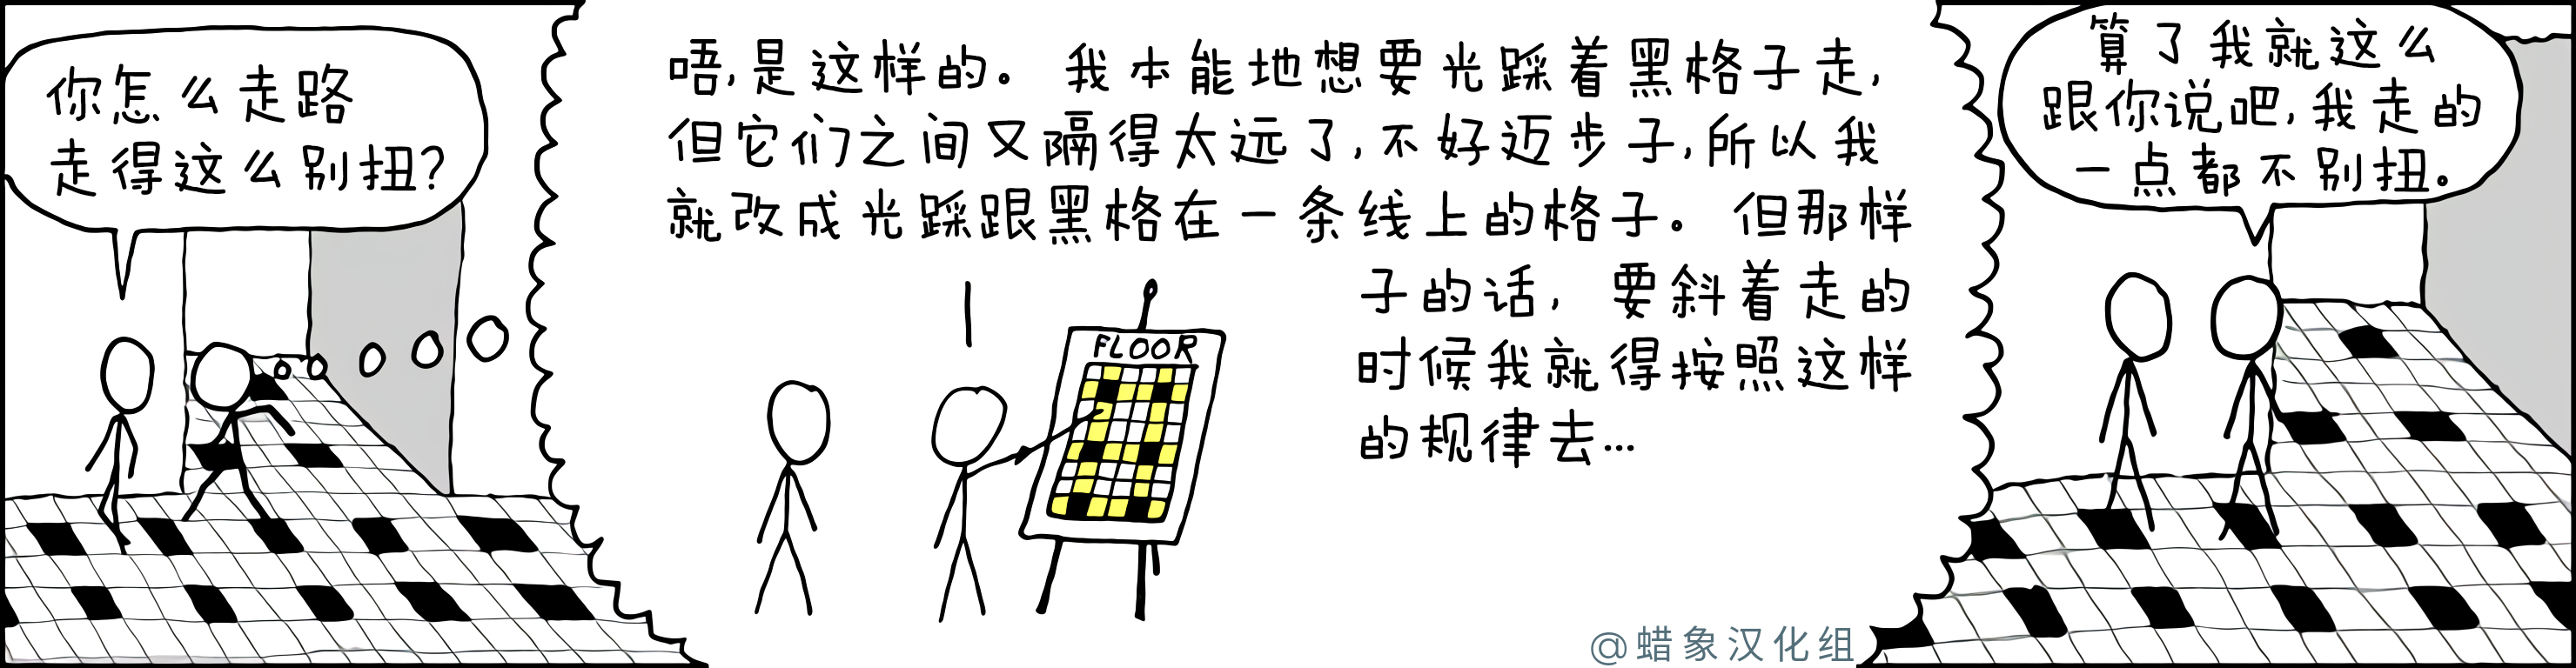 你怎么走路
走得这么别扭?
唔,是这样的。 我本能地想要光踩着黑格子走,
但它们之间又隔得太远了,不好迈步子,所以我
就改成光踩跟黑格在一条线上的格子。但那样
子的话, 要斜着走的
时候我就得按照这样
的规律去…
FLOOR
算了我就这么
跟你说吧,我走的
一点都不别扭。
@蜡象汉化组